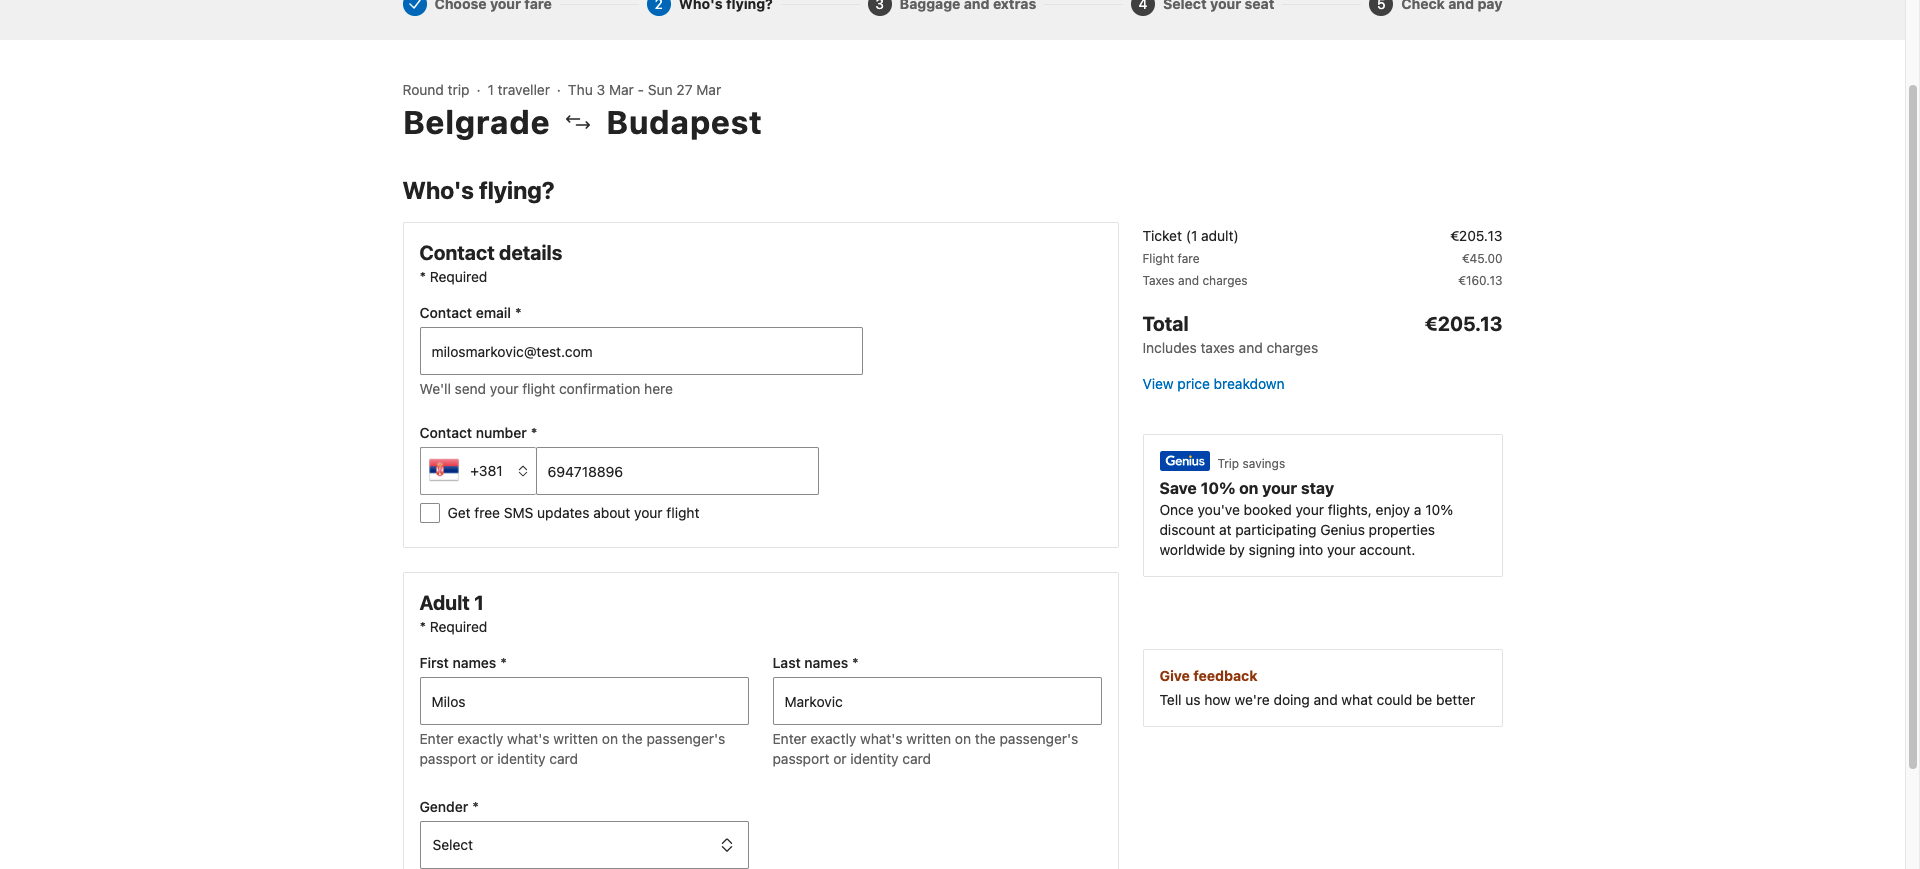 Choose your fare
2 Who's flying?
3 Baggage and extras
4 Select your seat
5 Check and pay
Round trip · 1 traveller · Thu 3 Mar - Sun 27 Mar
Belgrade Budapest
Who's flying?
Contact details
* Required
Contact email *
milosmarkovic@test.com
We'll send your flight confirmation here
Contact number *
+381 694718896
Get free SMS updates about your flight
Adult 1
* Required
First names *
Milos
Enter exactly what's written on the passenger's
passport or identity card
Last names *
Markovic
Enter exactly what's written on the passenger's
passport or identity card
Gender *
Select
Ticket (1 adult) €205.13
Flight fare €45.00
Taxes and charges €160.13
Total €205.13
Includes taxes and charges
View price breakdown
Genius Trip savings
Save 10% on your stay
Once you've booked your flights, enjoy a 10%
discount at participating Genius properties
worldwide by signing into your account.
Give feedback
Tell us how we're doing and what could be better